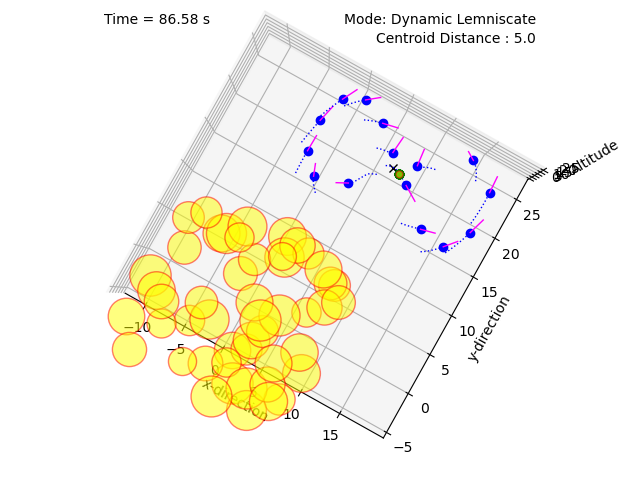 Time = 86.58 s
Mode: Dynamic Lemniscate
Centroid Distance : 5.0
altitude
25
20
15
10
5
0
−5
y-direction
−10
−5
0
10
15
x-direction